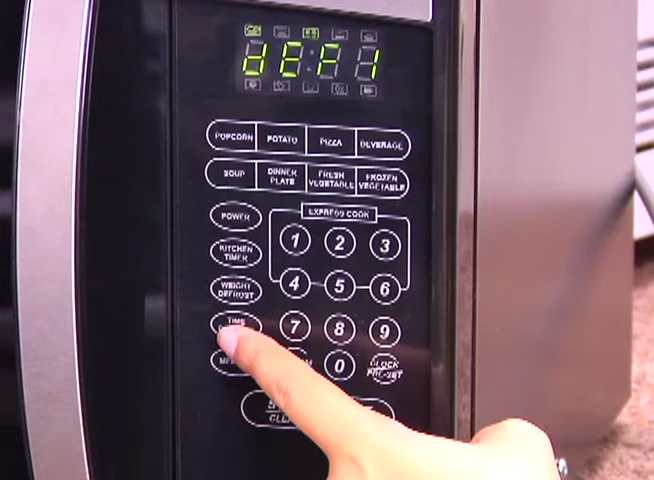 dEF1
POPCORN POTATO PIZZA BEVERAGE
SOUP DINNER PLATE FRESH VEGETABLE FROZEN VEGETABLE
EXPRESS COOK
POWER
1 2 3
KITCHEN TIMER
4 5 6
WEIGHT DEFROST
7 8 9
TIME
0 CLOCK PRE-SET